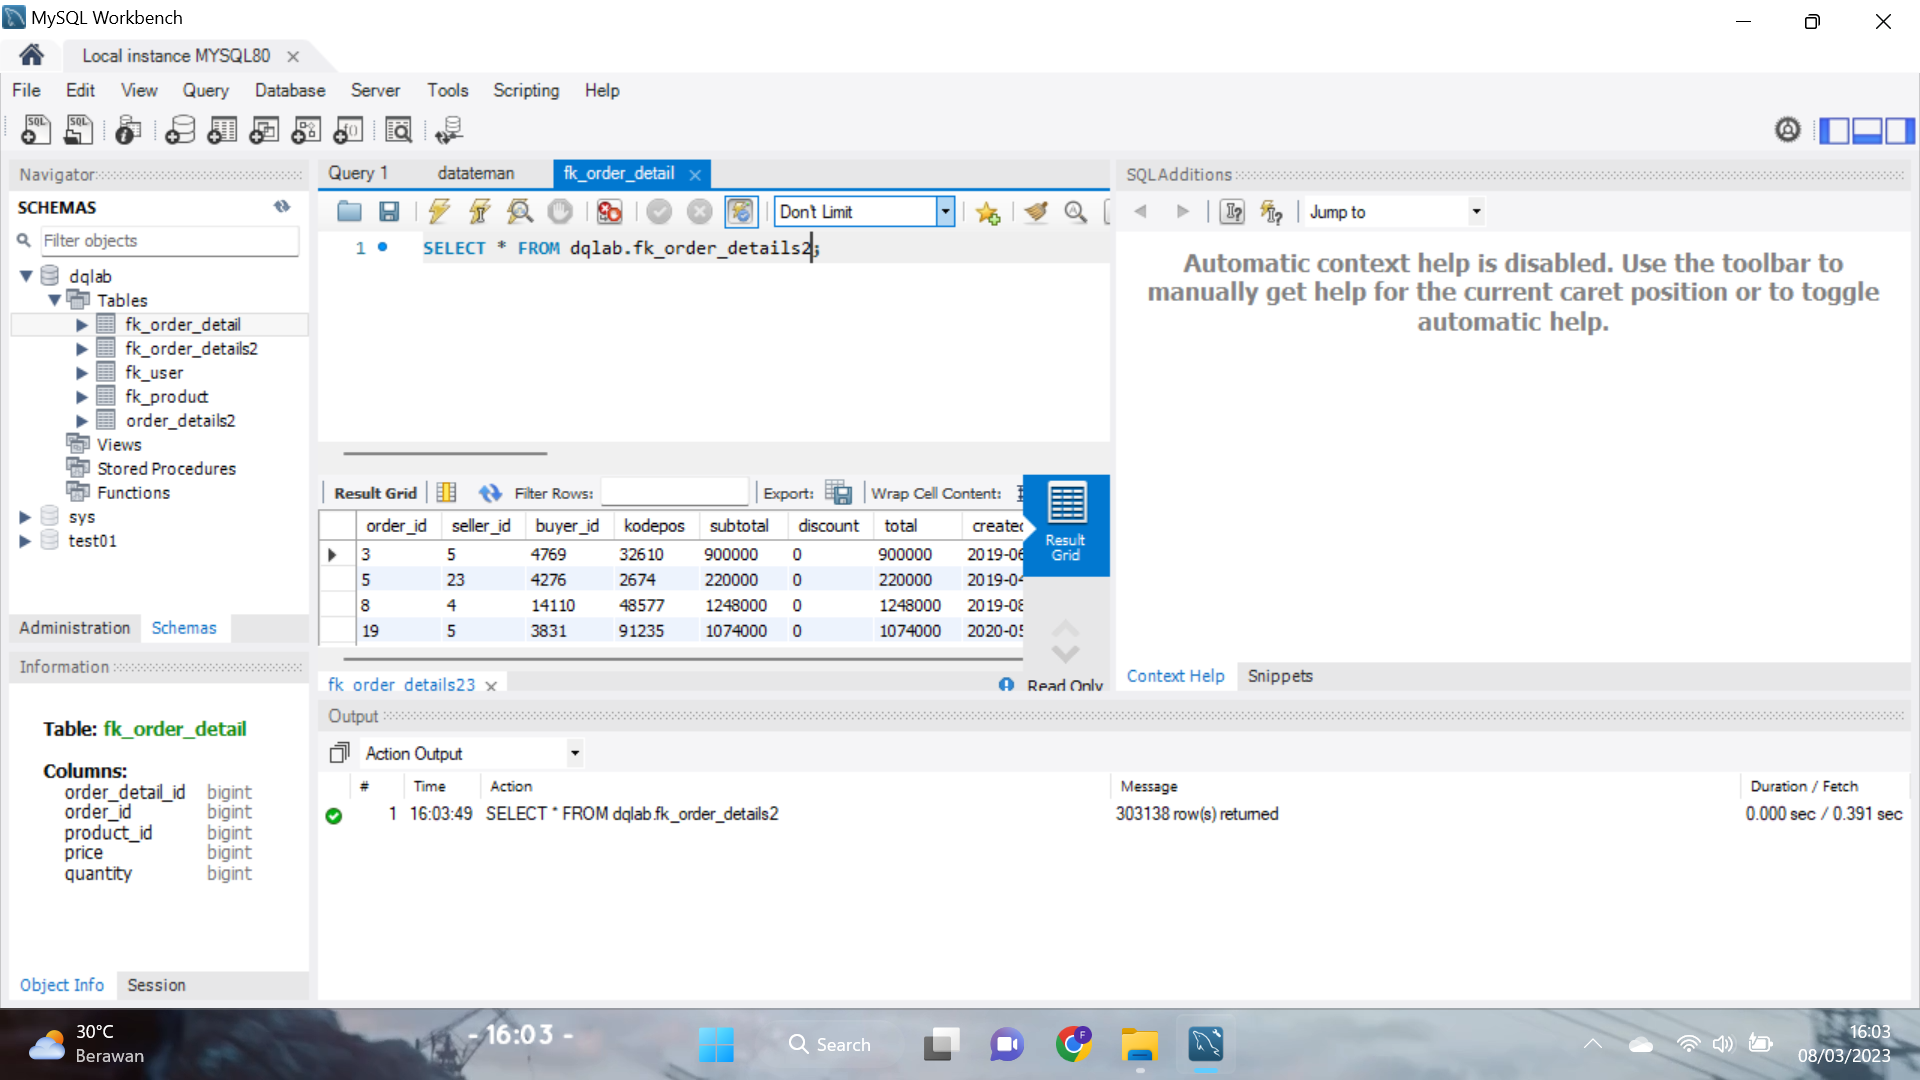 MySQL Workbench
Local instance MYSQL80
File Edit View Query Database Server Tools Scripting Help
Navigator
SCHEMAS
Filter objects
dqlab
Tables
fk_order_detail
fk_order_details2
fk_user
fk_product
order_details2
Views
Stored Procedures
Functions
sys
test01
Administration Schemas
Information
Table: fk_order_detail
Columns:
order_detail_id bigint
order_id bigint
product_id bigint
price bigint
quantity bigint
Object Info Session
Query 1 datateman fk_order_detail
Don't Limit
1 SELECT * FROM dqlab.fk_order_details2;
Result Grid Filter Rows: Export: Wrap Cell Content:
order_id seller_id buyer_id kodepos subtotal discount total created
3 5 4769 32610 900000 0 900000 2019-06
5 23 4276 2674 220000 0 220000 2019-04
8 4 14110 48577 1248000 0 1248000 2019-08
19 5 3831 91235 1074000 0 1074000 2020-05
Result
Grid
fk_order_details23 Read Only
SQLAdditions
Jump to
Automatic context help is disabled. Use the toolbar to
manually get help for the current caret position or to toggle
automatic help.
Context Help Snippets
Output
Action Output
# Time Action Message Duration / Fetch
1 16:03:49 SELECT * FROM dqlab.fk_order_details2 303138 row(s) returned 0.000 sec / 0.391 sec
30°C
Berawan
- 16:03 -
Search
16:03
08/03/2023